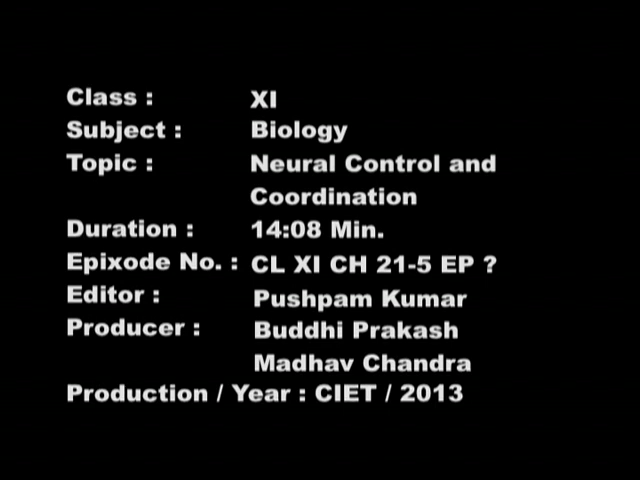 Class : XI
Subject : Biology
Topic : Neural Control and
Coordination
Duration : 14:08 Min.
Epixode No. : CL XI CH 21-5 EP ?
Editor : Pushpam Kumar
Producer : Buddhi Prakash
Madhav Chandra
Production / Year : CIET / 2013